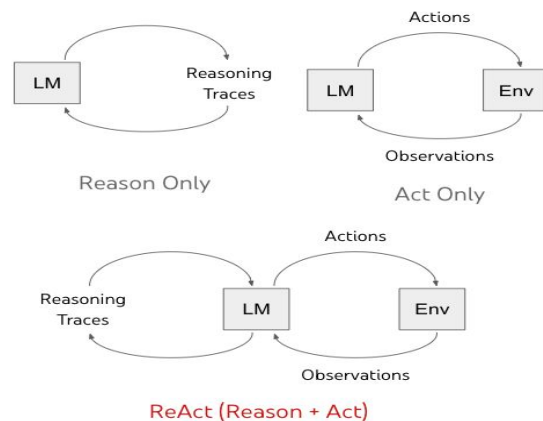 Actions
LM
Reasoning
Traces
LM
Env
Observations
Reason Only
Act Only
Actions
Reasoning
Traces
LM
Env
Observations
ReAct (Reason + Act)